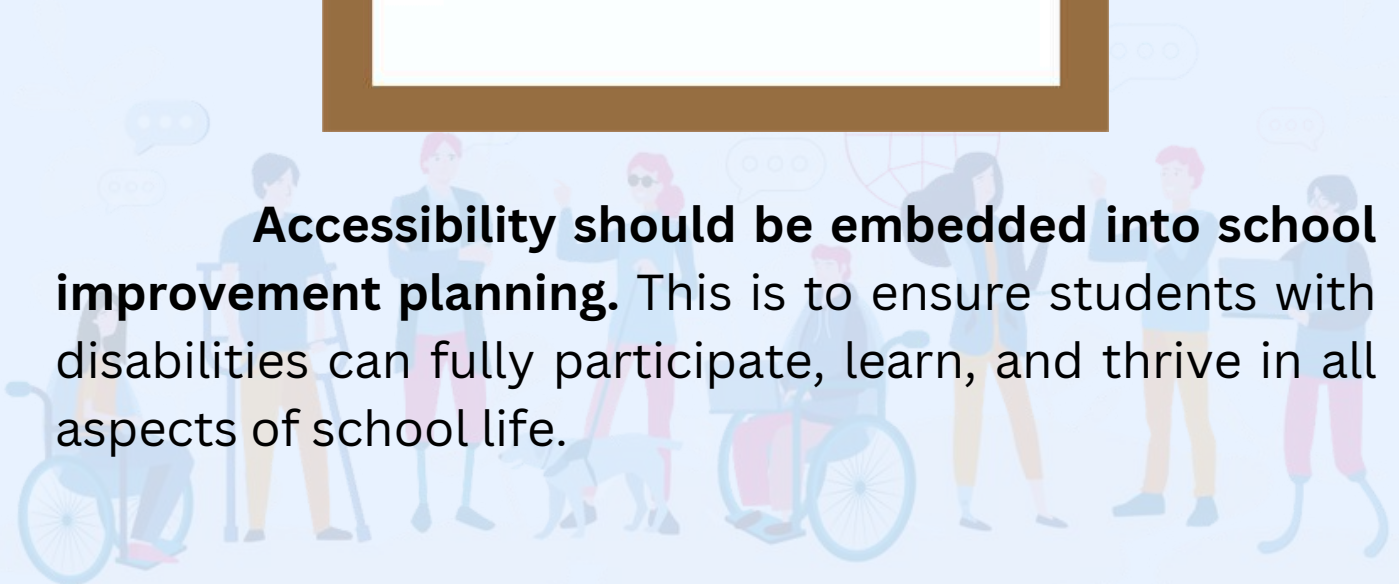 Accessibility should be embedded into school
improvement planning. This is to ensure students with
disabilities can fully participate, learn, and thrive in all
aspects of school life.